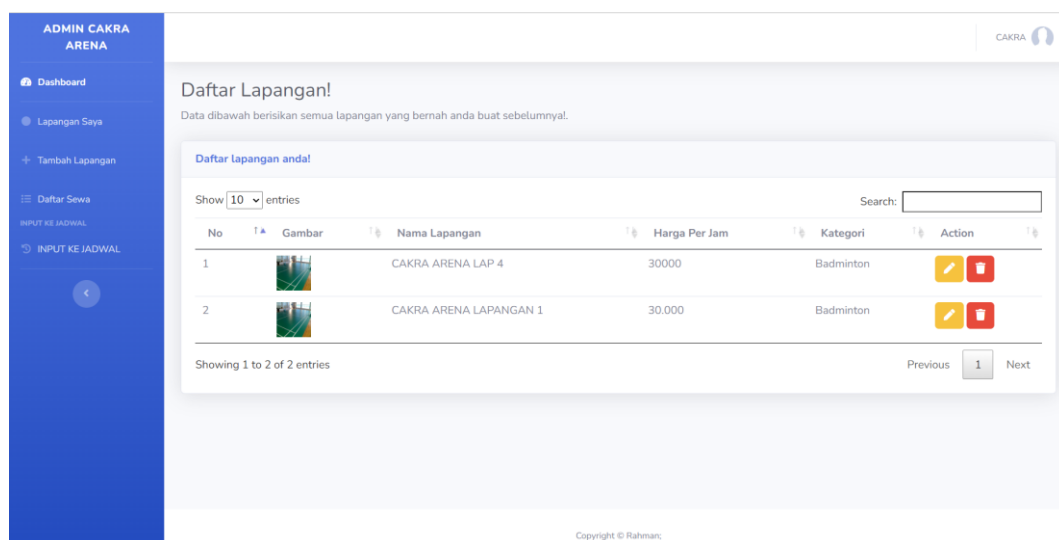 ADMIN CAKRA
ARENA
CAKRA
Dashboard
Lapangan Saya
Tambah Lapangan
Daftar Sewa
INPUT KE JADWAL
INPUT KE JADWAL
Daftar Lapangan!
Data dibawah berisikan semua lapangan yang bernah anda buat sebelumnya!.
Daftar lapangan anda!
Show 10 entries Search:
No Gambar Nama Lapangan Harga Per Jam Kategori Action
1 CAKRA ARENA LAP 4 30000 Badminton
2 CAKRA ARENA LAPANGAN 1 30.000 Badminton
Showing 1 to 2 of 2 entries Previous 1 Next
Copyright © Rahman;